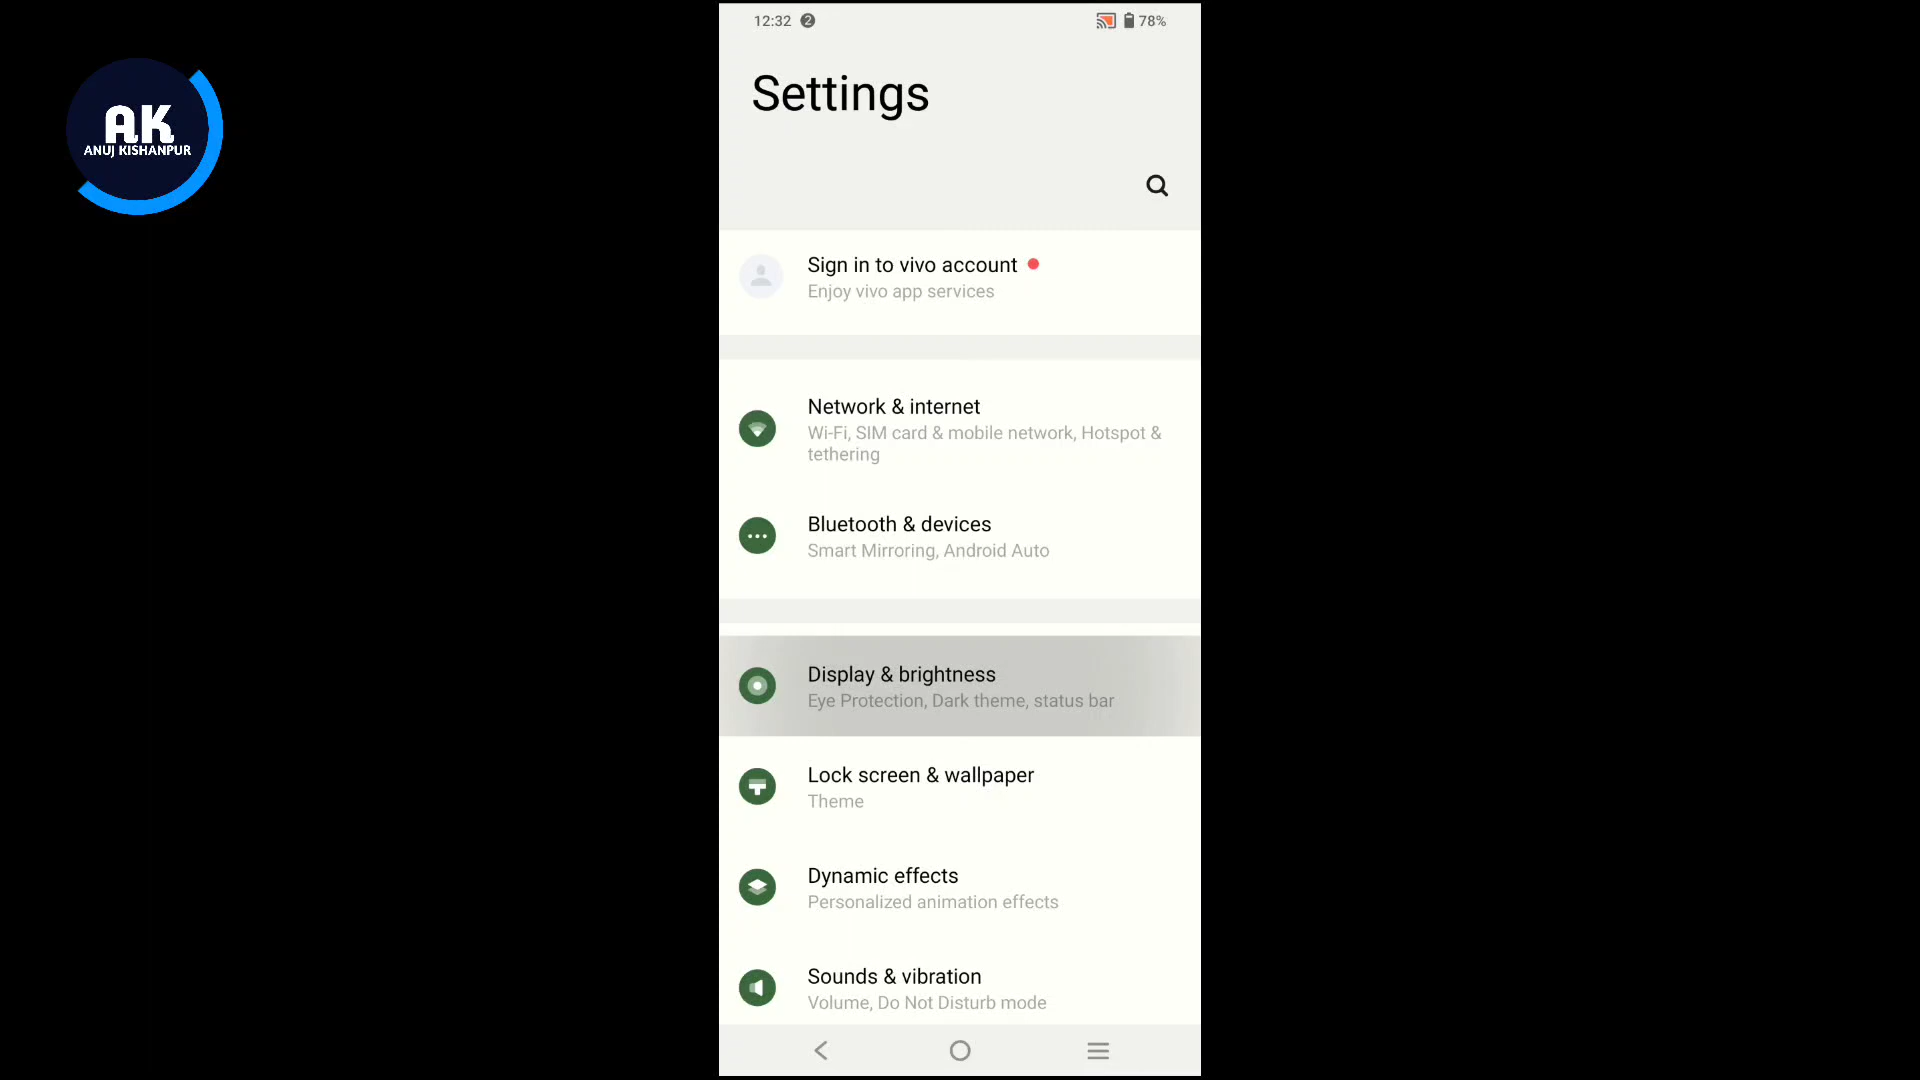 AK
ANUJ KISHANPUR
12:32 2 78%
Settings
Sign in to vivo account
Enjoy vivo app services
Network & internet
Wi-Fi, SIM card & mobile network, Hotspot &
tethering
Bluetooth & devices
Smart Mirroring, Android Auto
Display & brightness
Eye Protection, Dark theme, status bar
Lock screen & wallpaper
Theme
Dynamic effects
Personalized animation effects
Sounds & vibration
Volume, Do Not Disturb mode